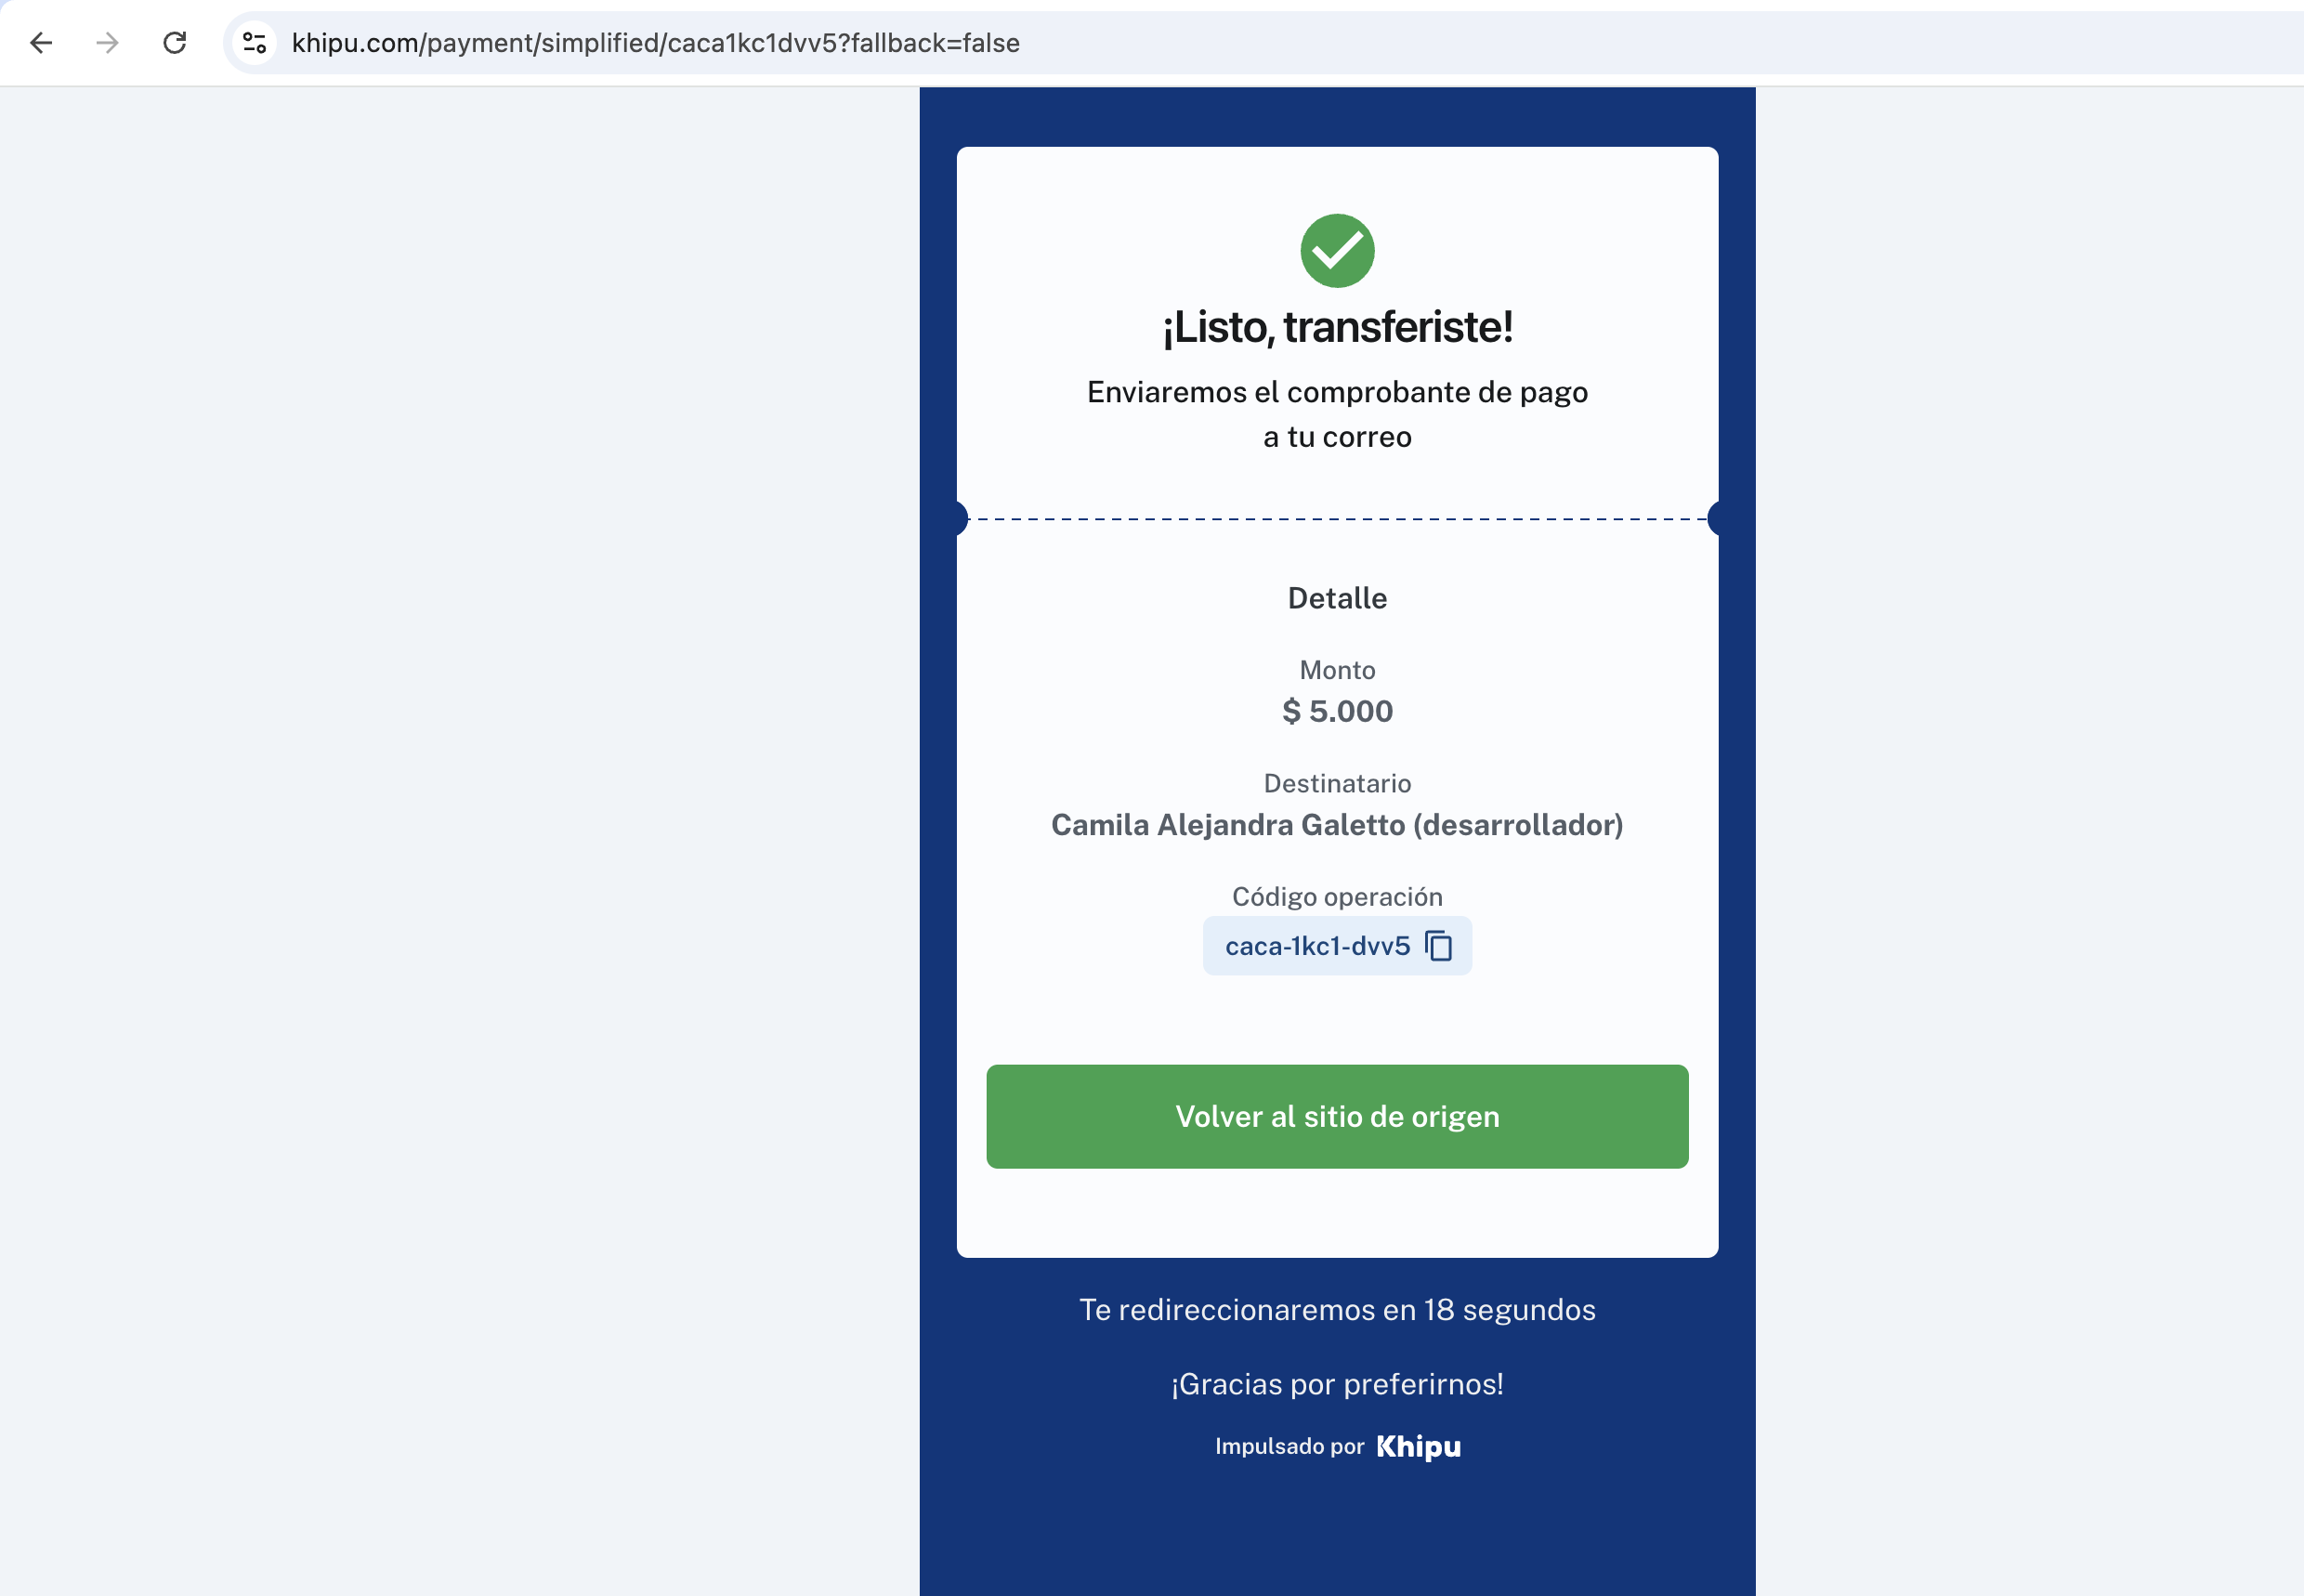 khipu.com/payment/simplified/caca1kc1dvv5?fallback=false
¡Listo, transferiste!
Enviaremos el comprobante de pago
a tu correo
Detalle
Monto
$ 5.000
Destinatario
Camila Alejandra Galetto (desarrollador)
Código operación
caca-1kc1-dvv5
Volver al sitio de origen
Te redireccionaremos en 18 segundos
¡Gracias por preferirnos!
Impulsado por Khipu